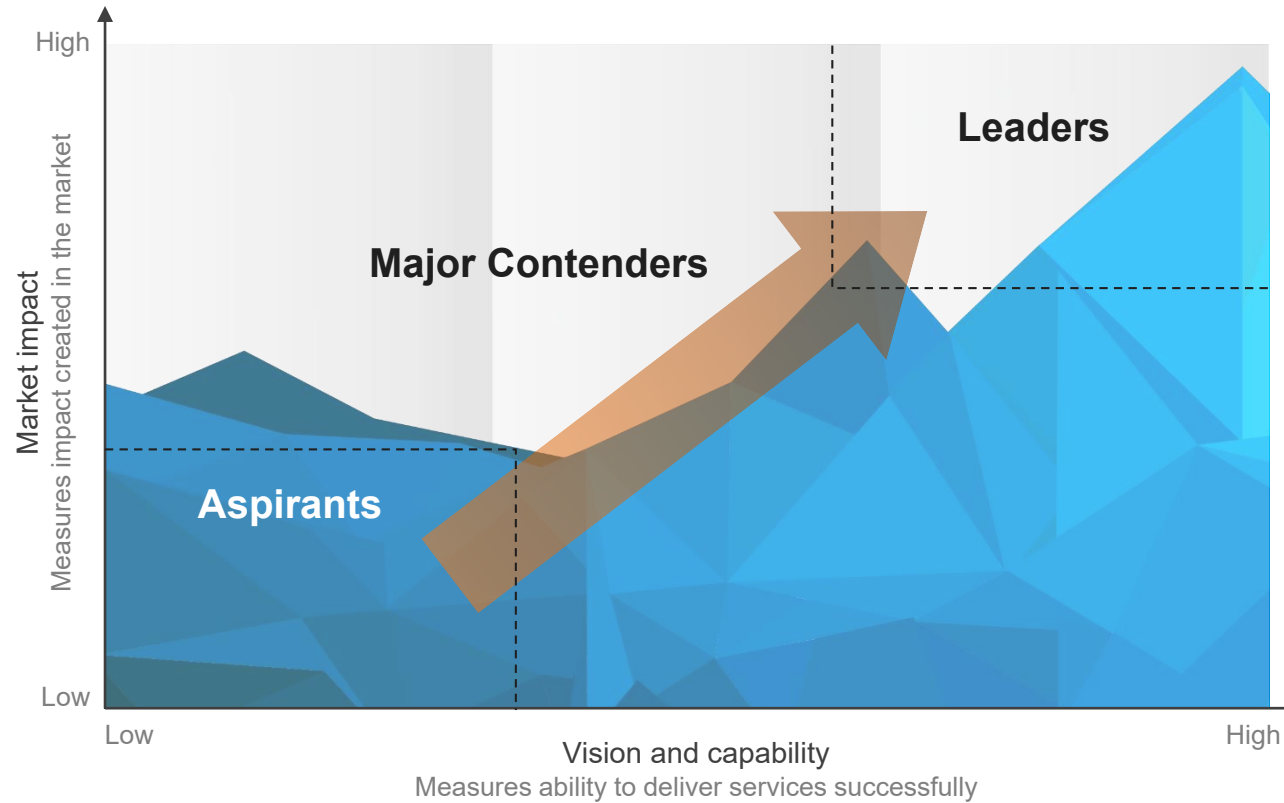 High
Leaders
Major Contenders
Market impact
Measures impact created in the market
Aspirants
Low
Low
High
Vision and capability
Measures ability to deliver services successfully